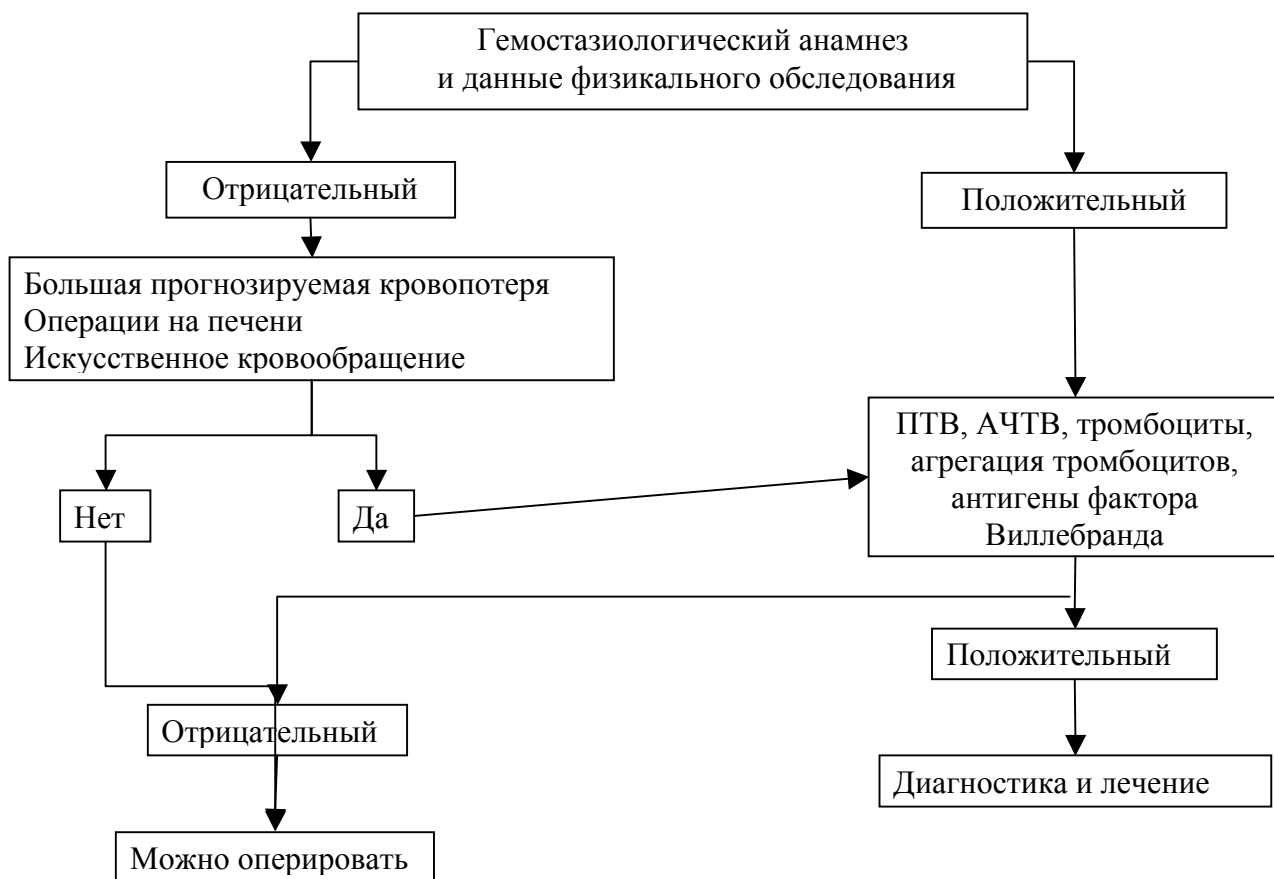 Гемостазиологический анамнез
и данные физикального обследования
Отрицательный
Положительный
Большая прогнозируемая кровопотеря
Операции на печени
Искусственное кровообращение
ПТВ, АЧТВ, тромбоциты,
агрегация тромбоцитов,
антигены фактора
Виллебранда
Нет
Да
Положительный
Отрицательный
Диагностика и лечение
Можно оперировать